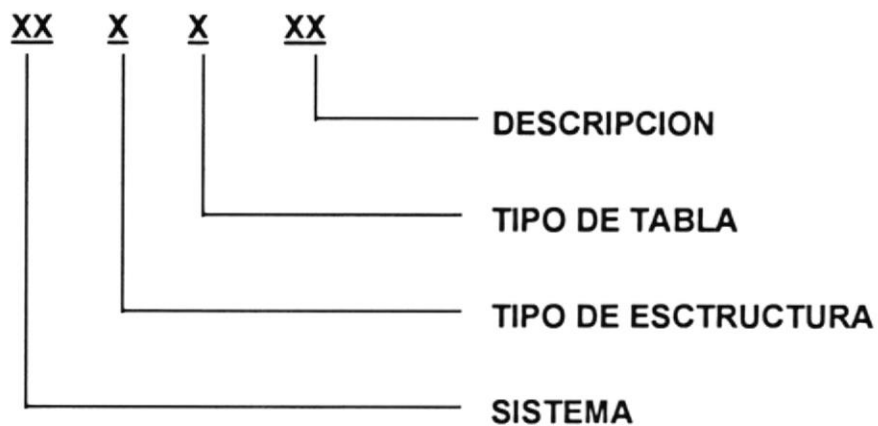 XX X X XX
DESCRIPCION
TIPO DE TABLA
TIPO DE ESCTRUCTURA
SISTEMA